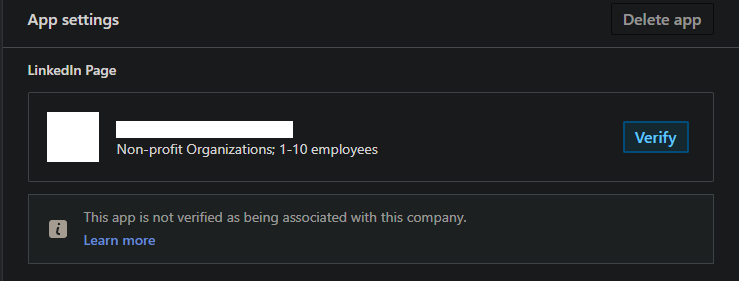 App settings
Delete app
LinkedIn Page
Non-profit Organizations; 1-10 employees
Verify
This app is not verified as being associated with this company.
Learn more